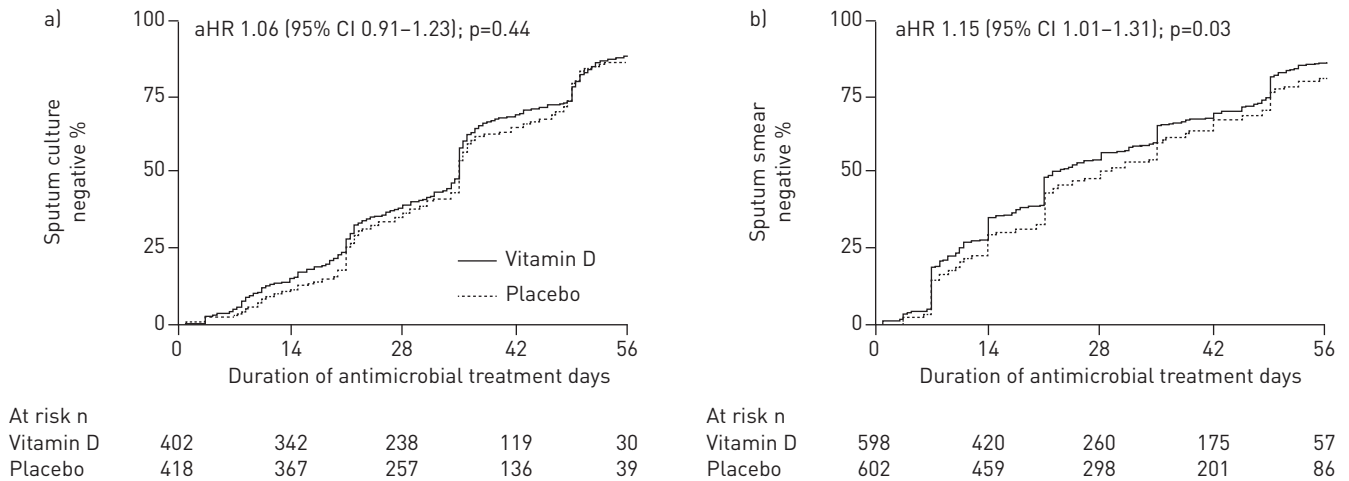 a)
aHR 1.06 (95% CI 0.91–1.23); p=0.44
Sputum culture
negative %
100
75
50
25
0
Vitamin D
Placebo
0 14 28 42 56
Duration of antimicrobial treatment days
At risk n
Vitamin D 402 342 238 119 30
Placebo 418 367 257 136 39
b)
aHR 1.15 (95% CI 1.01–1.31); p=0.03
Sputum smear
negative %
100
75
50
25
0
0 14 28 42 56
Duration of antimicrobial treatment days
At risk n
Vitamin D 598 420 260 175 57
Placebo 602 459 298 201 86